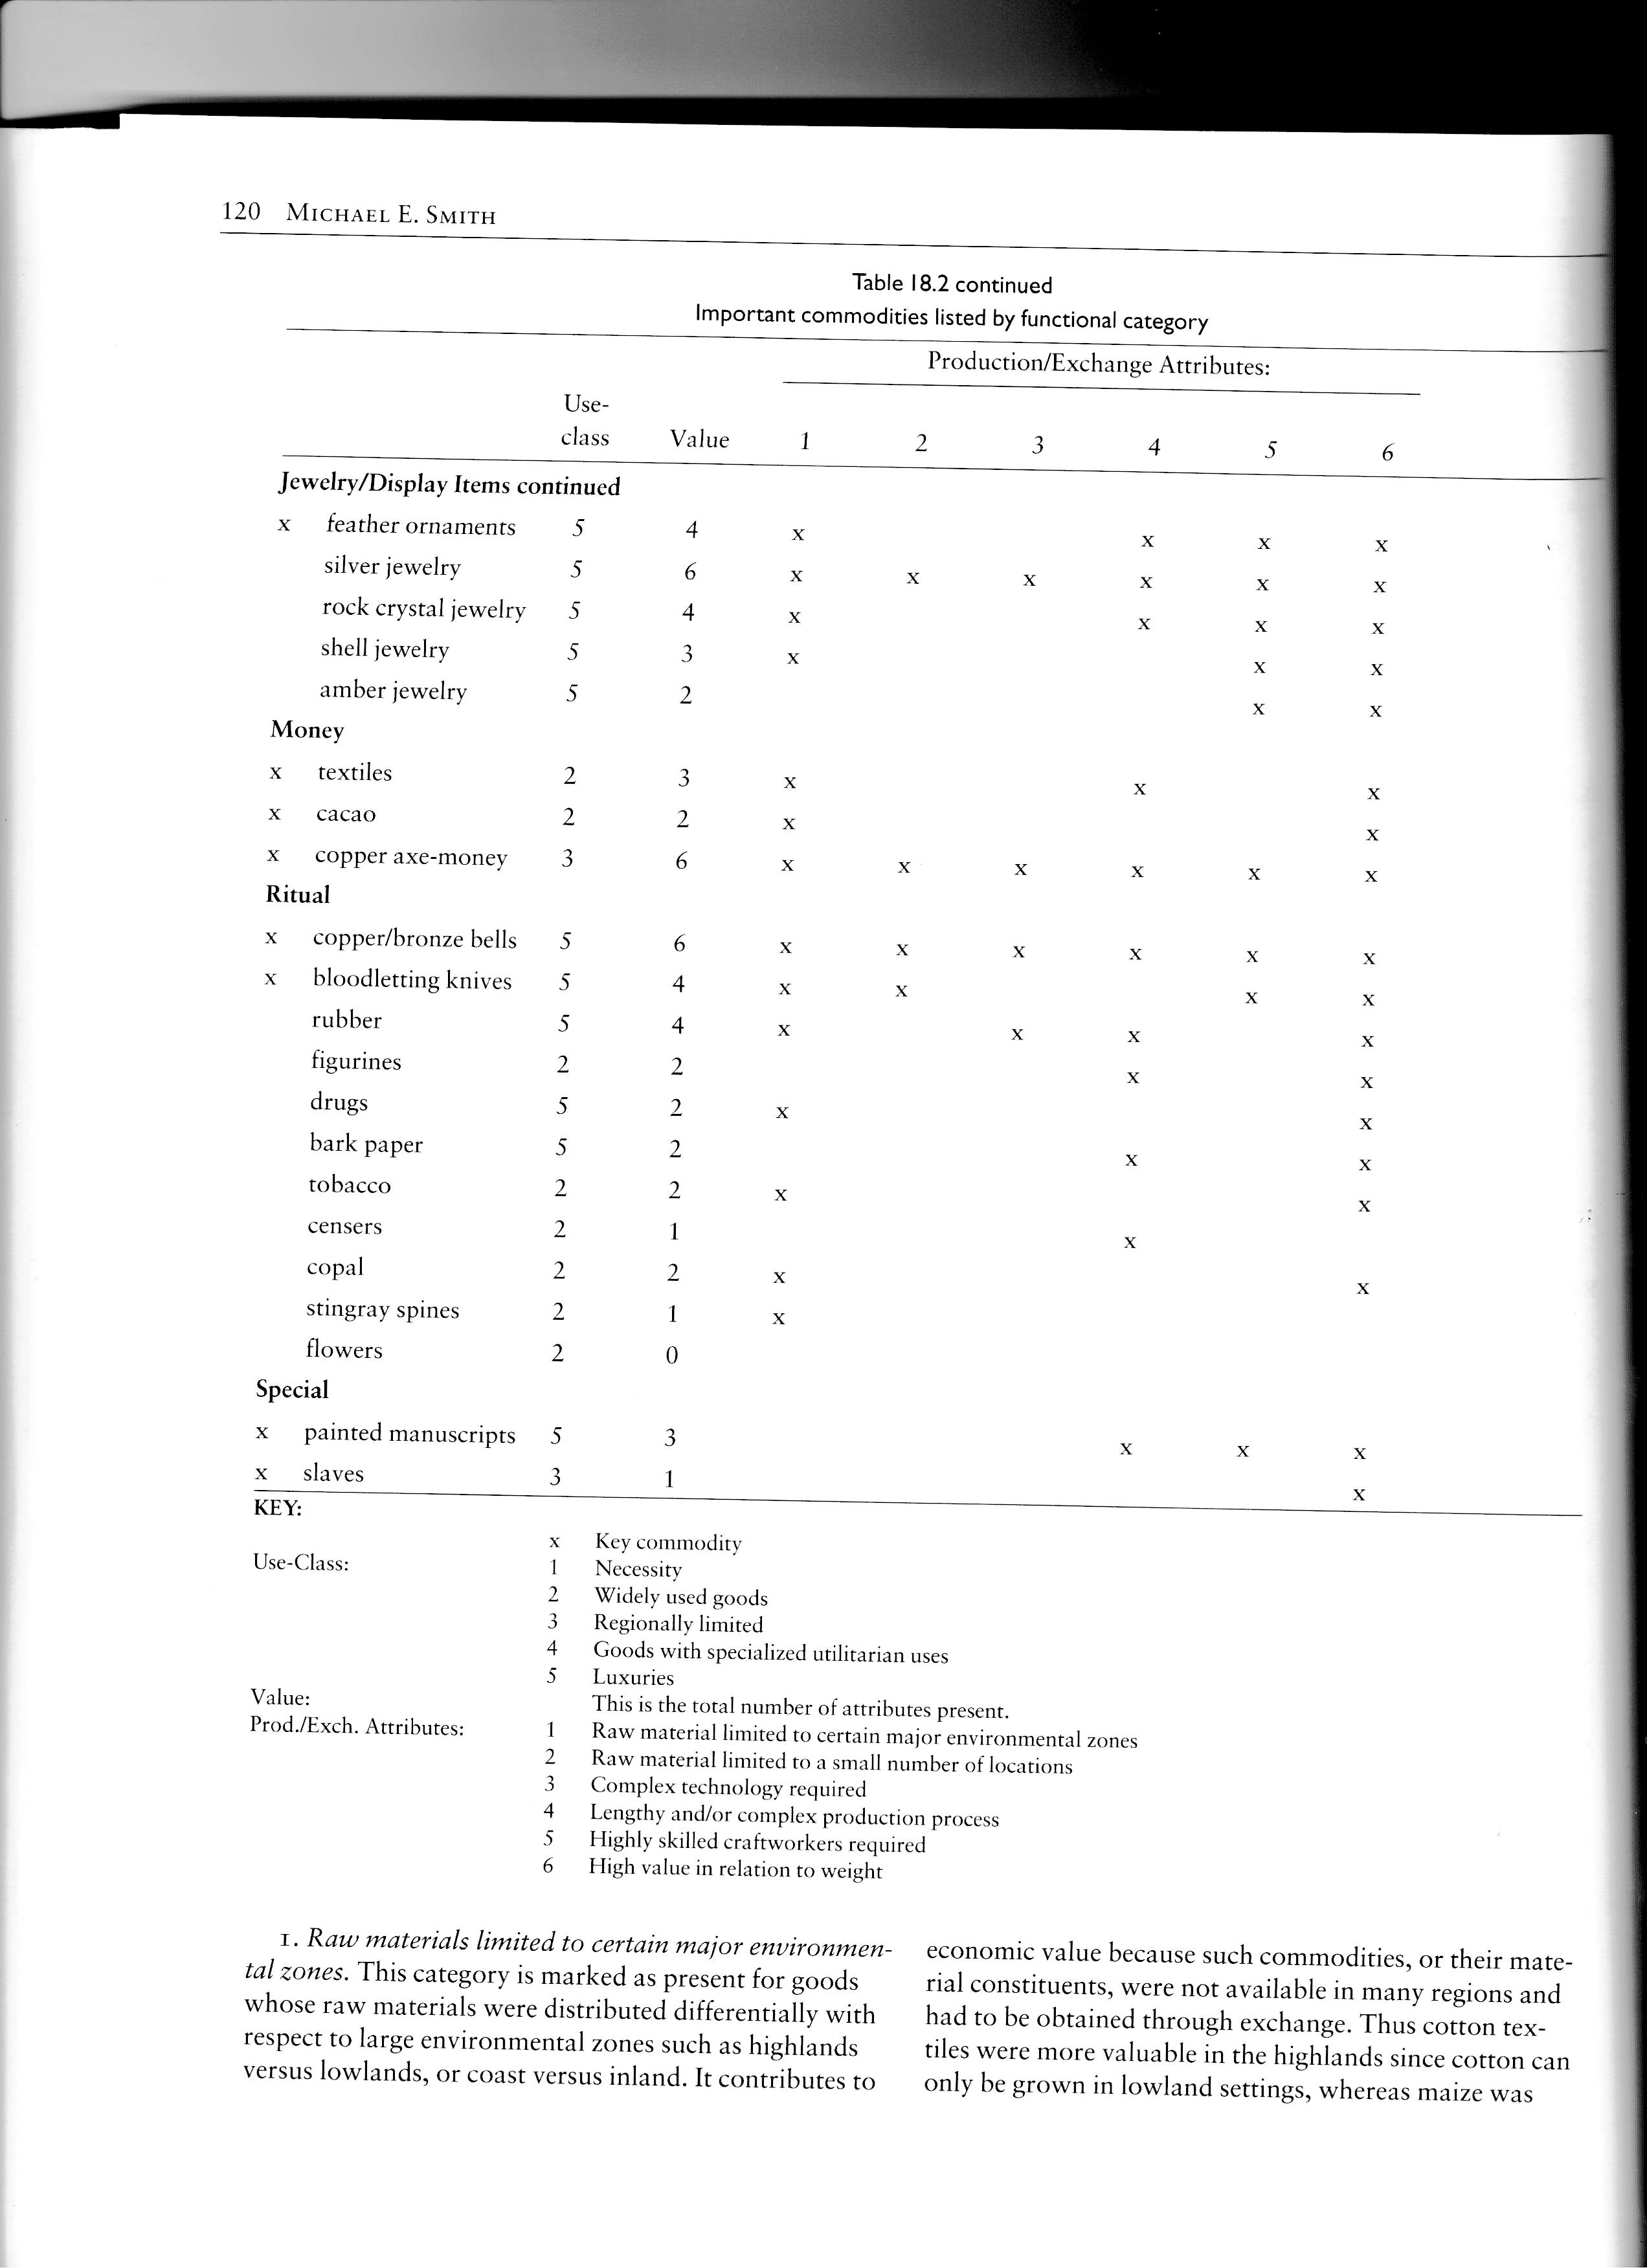 120 MICHAEL E. SMITH
Table 18.2 continued
Important commodities listed by functional category
Production/Exchange Attributes:
Use-
class Value 1 2 3 4 5 6
Jewelry/Display Items continued
x feather ornaments 5 4 x x x x
silver jewelry 5 6 x x x x x x
rock crystal jewelry 5 4 x x x x
shell jewelry 5 3 x x x
amber jewelry 5 2 x x
Money
x textiles 2 3 x x x
x cacao 2 2 x x
x copper axe-money 3 6 x x x x x x
Ritual
x copper/bronze bells 5 6 x x x x x x
x bloodletting knives 5 4 x x x x
rubber 5 4 x x x x
figurines 2 2 x x
drugs 5 2 x x
bark paper 5 2 x x
tobacco 2 2 x x
censers 2 1 x
copal 2 2 x x
stingray spines 2 1 x
flowers 2 0
Special
x painted manuscripts 5 3 x x x
x slaves 3 1 x
KEY:
x Key commodity
Use-Class: 1 Necessity
2 Widely used goods
3 Regionally limited
4 Goods with specialized utilitarian uses
5 Luxuries
Value: This is the total number of attributes present.
Prod./Exch. Attributes: 1 Raw material limited to certain major environmental zones
2 Raw material limited to a small number of locations
3 Complex technology required
4 Lengthy and/or complex production process
5 Highly skilled craftworkers required
6 High value in relation to weight
1. Raw materials limited to certain major environmen-
tal zones. This category is marked as present for goods
whose raw materials were distributed differentially with
respect to large environmental zones such as highlands
versus lowlands, or coast versus inland. It contributes to
economic value because such commodities, or their mate-
rial constituents, were not available in many regions and
had to be obtained through exchange. Thus cotton tex-
tiles were more valuable in the highlands since cotton can
only be grown in lowland settings, whereas maize was